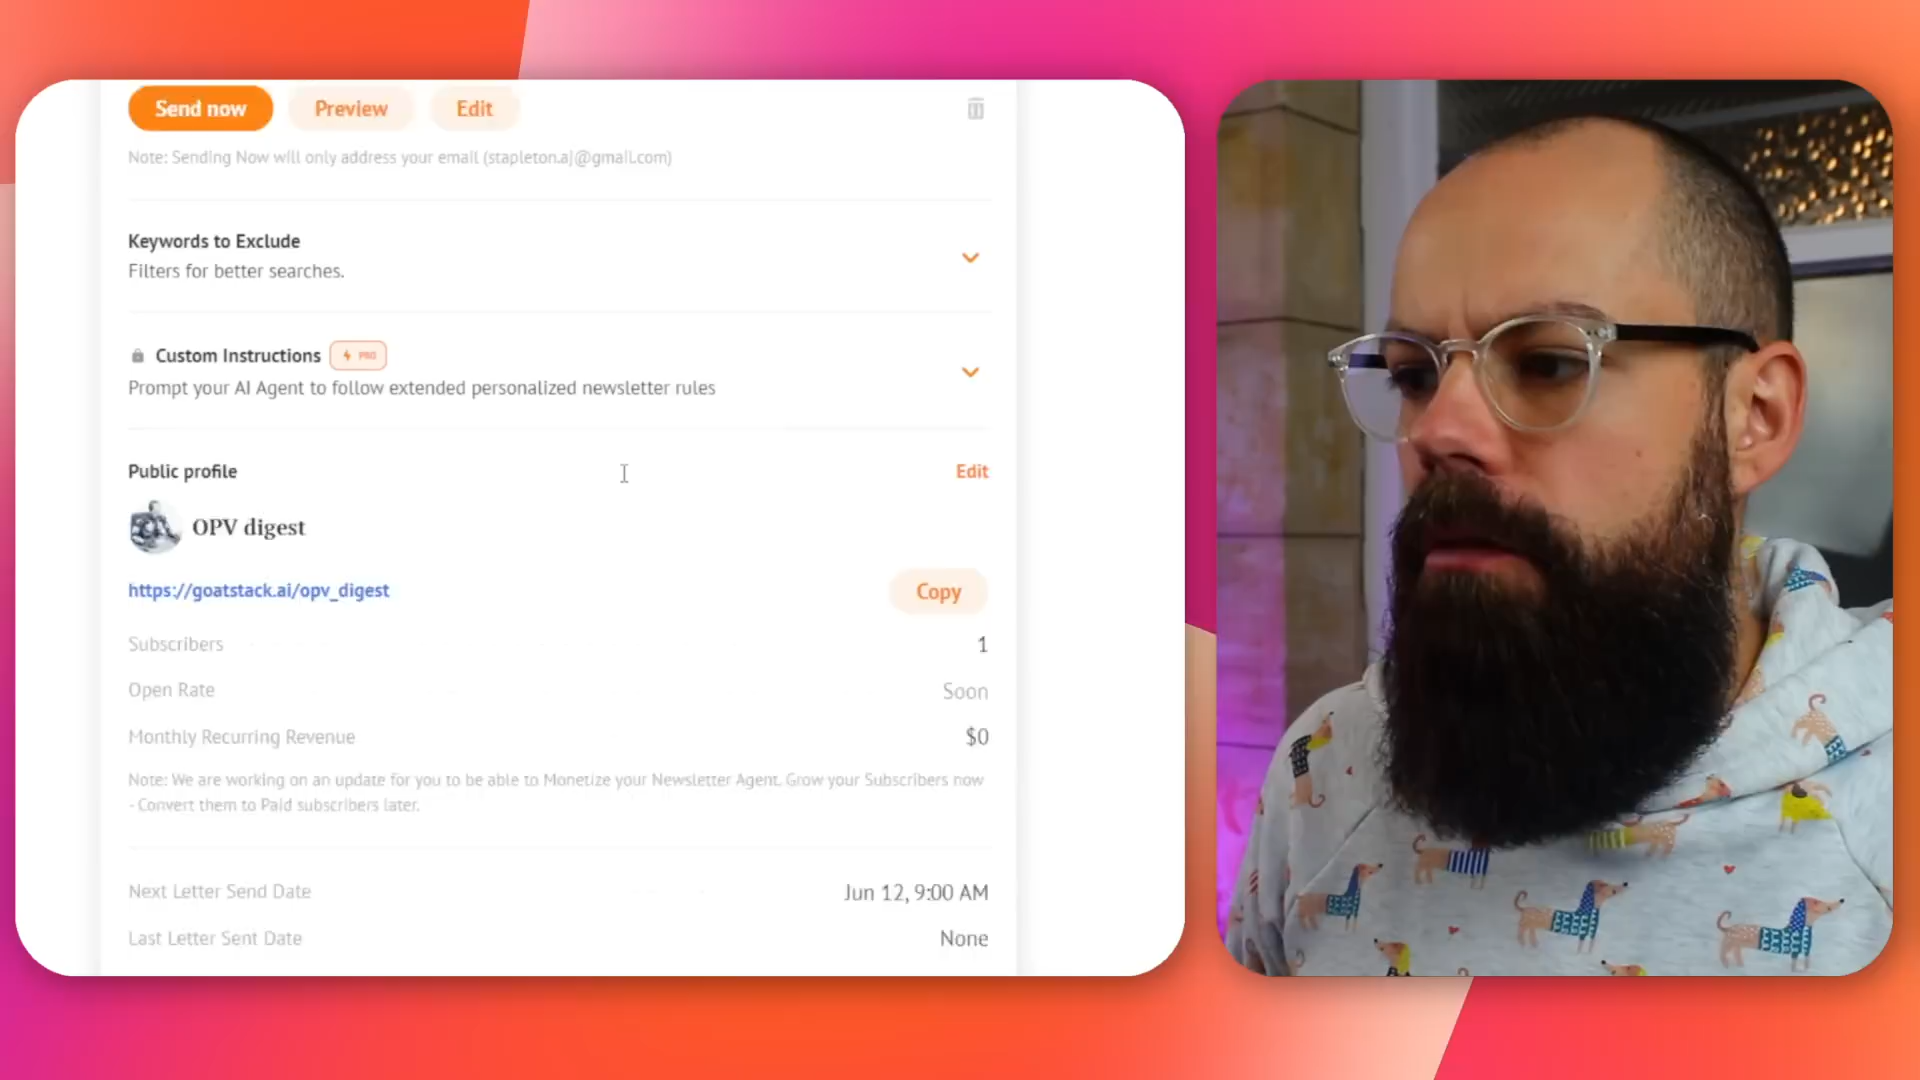 Send now
Preview
Edit
Note: Sending Now will only address your email (stapleton.aj@gmail.com)
Keywords to Exclude
Filters for better searches.
Custom Instructions
PRO
Prompt your AI Agent to follow extended personalized newsletter rules
Public profile
Edit
OPV digest
https://goatstack.ai/opv_digest
Copy
Subscribers
1
Open Rate
Soon
Monthly Recurring Revenue
$0
Note: We are working on an update for you to be able to Monetize your Newsletter Agent. Grow your Subscribers now
- Convert them to Paid subscribers later.
Next Letter Send Date
Jun 12, 9:00 AM
Last Letter Sent Date
None